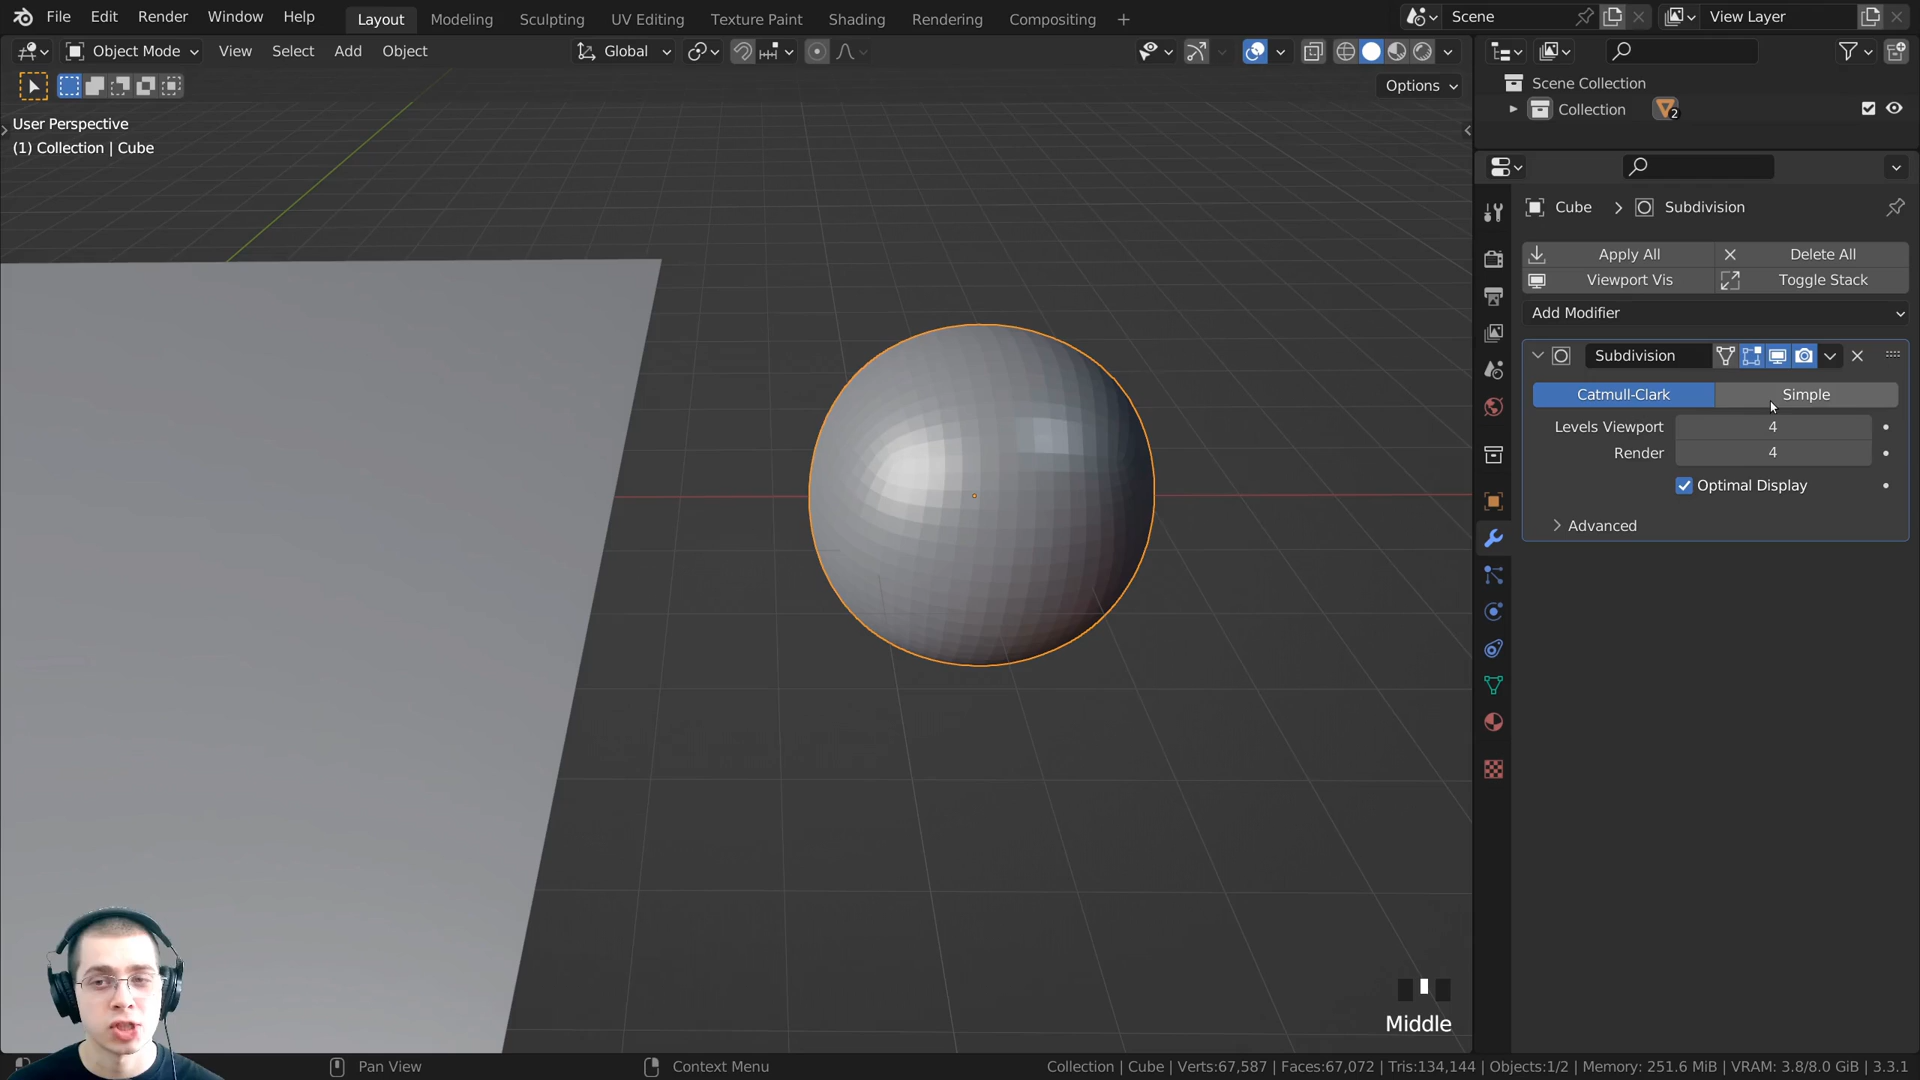 File Edit Render Window Help Layout Modeling Sculpting UV Editing Texture Paint Shading Rendering Compositing + Scene View Layer
Object Mode View Select Add Object Global
Options
User Perspective
(1) Collection | Cube
Scene Collection
Collection 2
Cube > Subdivision
Apply All Delete All
Viewport Vis Toggle Stack
Add Modifier
Subdivision
Catmull-Clark Simple
Levels Viewport 4
Render 4
Optimal Display
Advanced
Middle
Pan View Context Menu Collection | Cube | Verts:67,587 | Faces:67,072 | Tris:134,144 | Objects:1/2 | Memory: 251.6 MiB | VRAM: 3.8/8.0 GiB | 3.3.1